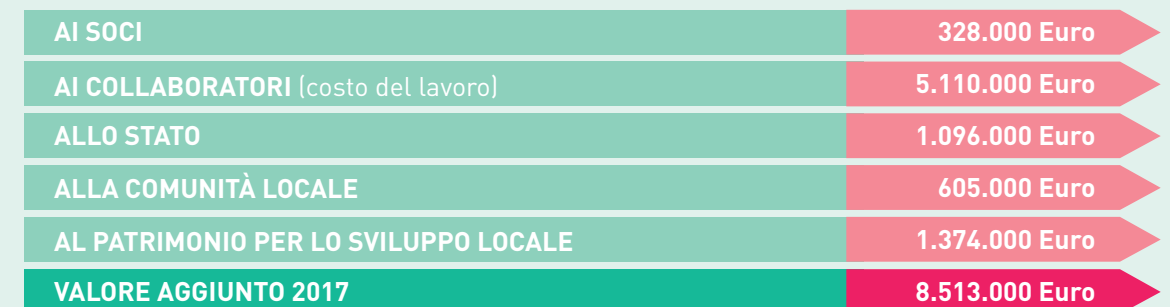 AI SOCI 328.000 Euro
AI COLLABORATORI (costo del lavoro) 5.110.000 Euro
ALLO STATO 1.096.000 Euro
ALLA COMUNITÀ LOCALE 605.000 Euro
AL PATRIMONIO PER LO SVILUPPO LOCALE 1.374.000 Euro
VALORE AGGIUNTO 2017 8.513.000 Euro